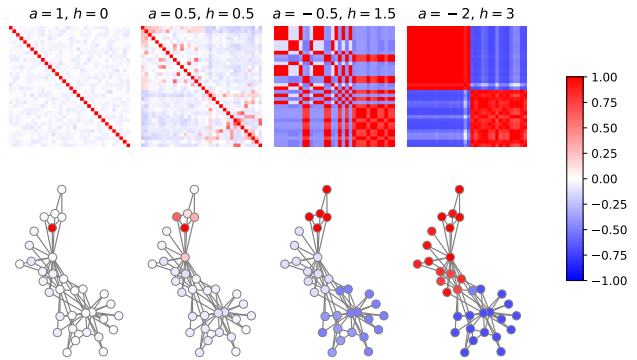 a = 1, h = 0
a = 0.5, h = 0.5
a = −0.5, h = 1.5
a = −2, h = 3
1.00
0.75
0.50
0.25
0.00
−0.25
−0.50
−0.75
−1.00